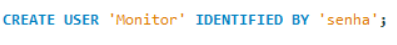 CREATE USER 'Monitor' IDENTIFIED BY 'senha';